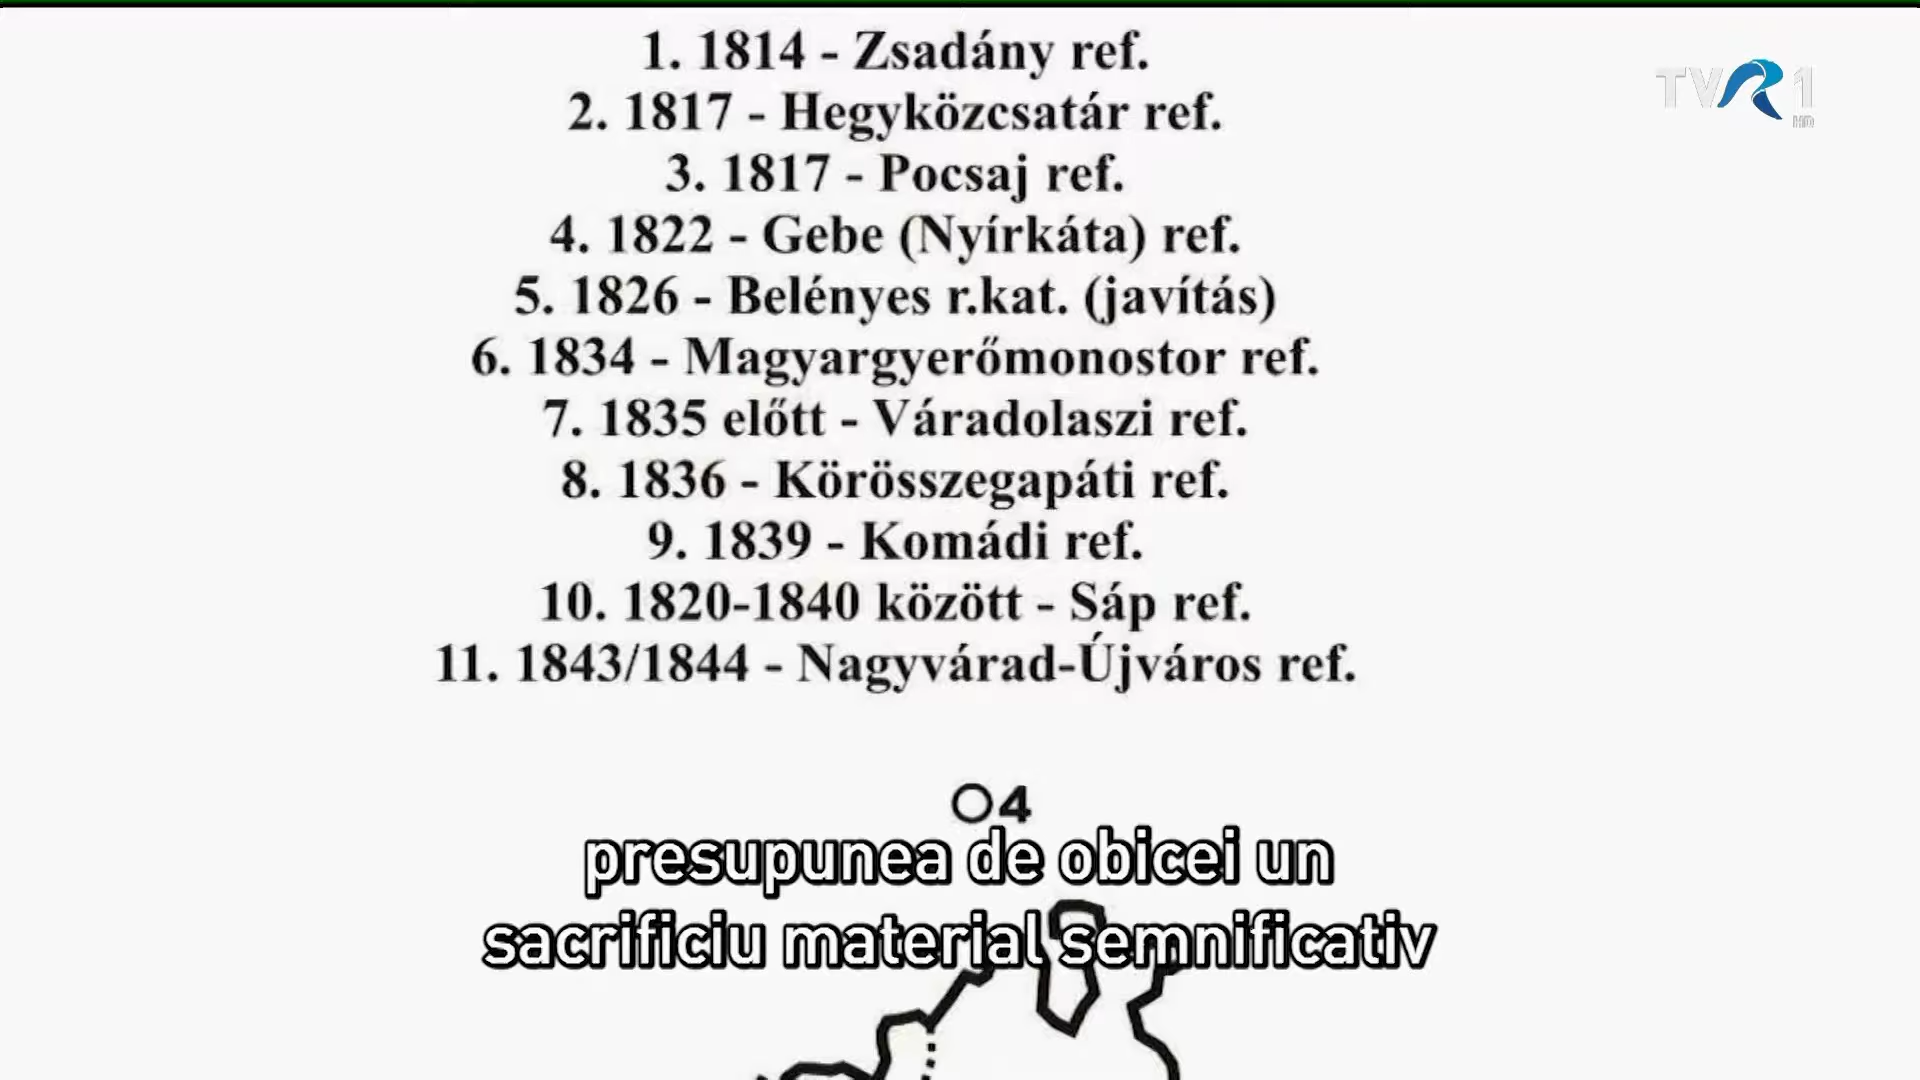 1. 1814 - Zsadány ref.
TVR1
HD
2. 1817 - Hegyközcsatár ref.
3. 1817 - Pocsaj ref.
4. 1822 - Gebe (Nyírkáta) ref.
5. 1826 - Belényes r.kat. (javítás)
6. 1834 - Magyargyerőmonostor ref.
7. 1835 előtt - Váradolaszi ref.
8. 1836 - Körösszegapáti ref.
9. 1839 - Komádi ref.
10. 1820-1840 között - Sáp ref.
11. 1843/1844 - Nagyvárad-Újváros ref.
4
presupunea de obicei un
sacrificiu material semnificativ